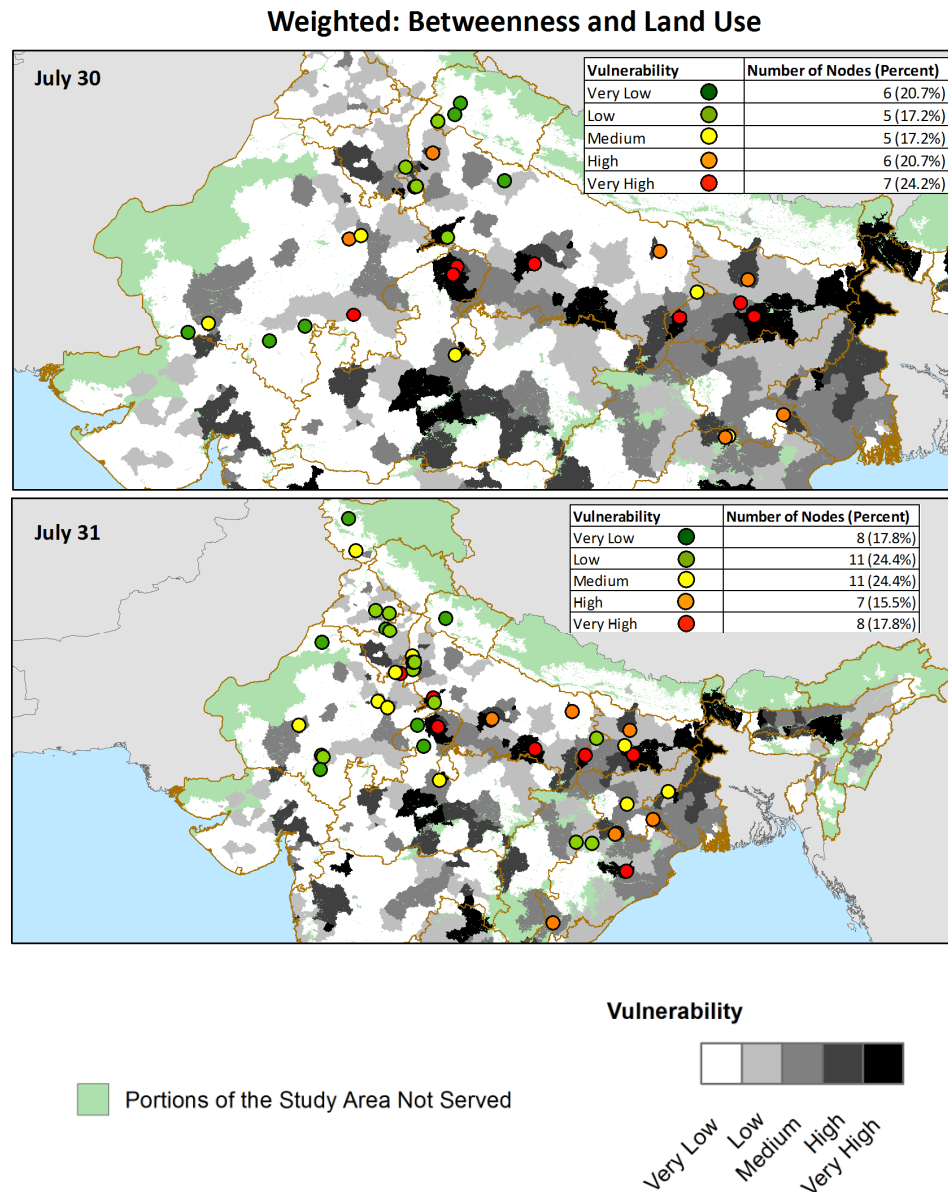 Weighted: Betweenness and Land Use
July 30
Vulnerability Number of Nodes (Percent)
Very Low 6 (20.7%)
Low 5 (17.2%)
Medium 5 (17.2%)
High 6 (20.7%)
Very High 7 (24.2%)
July 31
Vulnerability Number of Nodes (Percent)
Very Low 8 (17.8%)
Low 11 (24.4%)
Medium 11 (24.4%)
High 7 (15.5%)
Very High 8 (17.8%)
Vulnerability
Portions of the Study Area Not Served
Very Low
Low
Medium
High
Very High